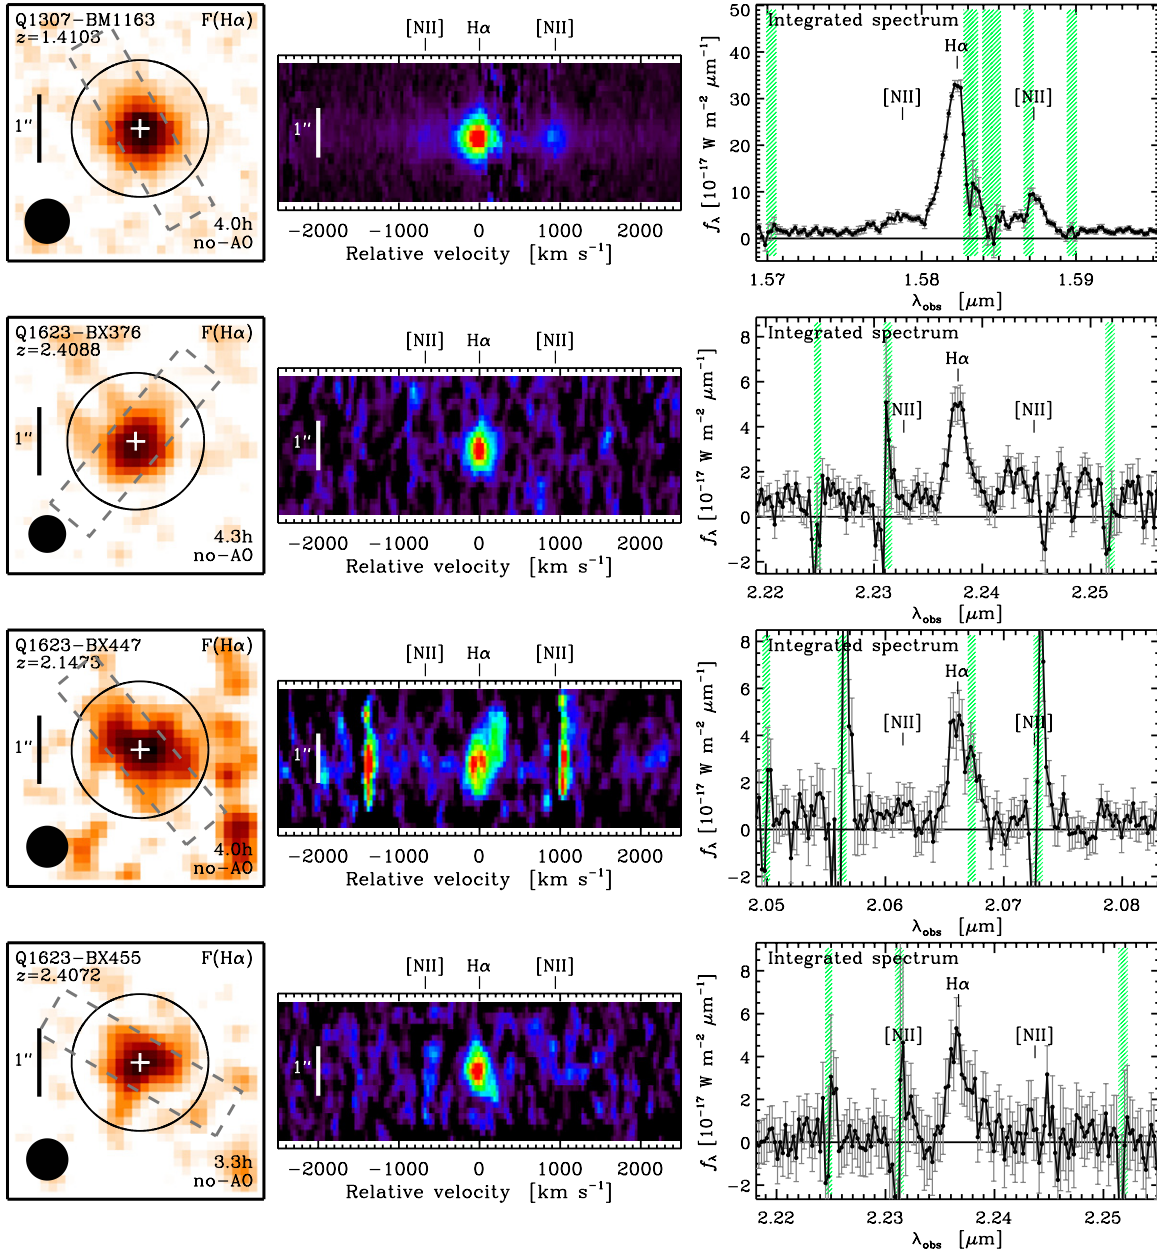 Q1307-BM1163 F(Hα)
z=1.4103
1''
4.0h
no-AO
[NII] Hα [NII]
1''
−2000 −1000 0 1000 2000
Relative velocity [km s⁻¹]
Integrated spectrum
Hα
[NII] [NII]
50
40
30
20
10
0
fλ [10⁻¹⁷ W m⁻² μm⁻¹]
1.57 1.58 1.59
λobs [μm]
Q1623-BX376 F(Hα)
z=2.4088
1''
4.3h
no-AO
[NII] Hα [NII]
1''
−2000 −1000 0 1000 2000
Relative velocity [km s⁻¹]
Integrated spectrum
Hα
[NII] [NII]
8
6
4
2
0
−2
fλ [10⁻¹⁷ W m⁻² μm⁻¹]
2.22 2.23 2.24 2.25
λobs [μm]
Q1623-BX447 F(Hα)
z=2.1473
1''
4.0h
no-AO
[NII] Hα [NII]
1''
−2000 −1000 0 1000 2000
Relative velocity [km s⁻¹]
Integrated spectrum
Hα
[NII] [NII]
8
6
4
2
0
−2
fλ [10⁻¹⁷ W m⁻² μm⁻¹]
2.05 2.06 2.07 2.08
λobs [μm]
Q1623-BX455 F(Hα)
z=2.4072
1''
3.3h
no-AO
[NII] Hα [NII]
1''
−2000 −1000 0 1000 2000
Relative velocity [km s⁻¹]
Integrated spectrum
Hα
[NII] [NII]
8
6
4
2
0
−2
fλ [10⁻¹⁷ W m⁻² μm⁻¹]
2.22 2.23 2.24 2.25
λobs [μm]